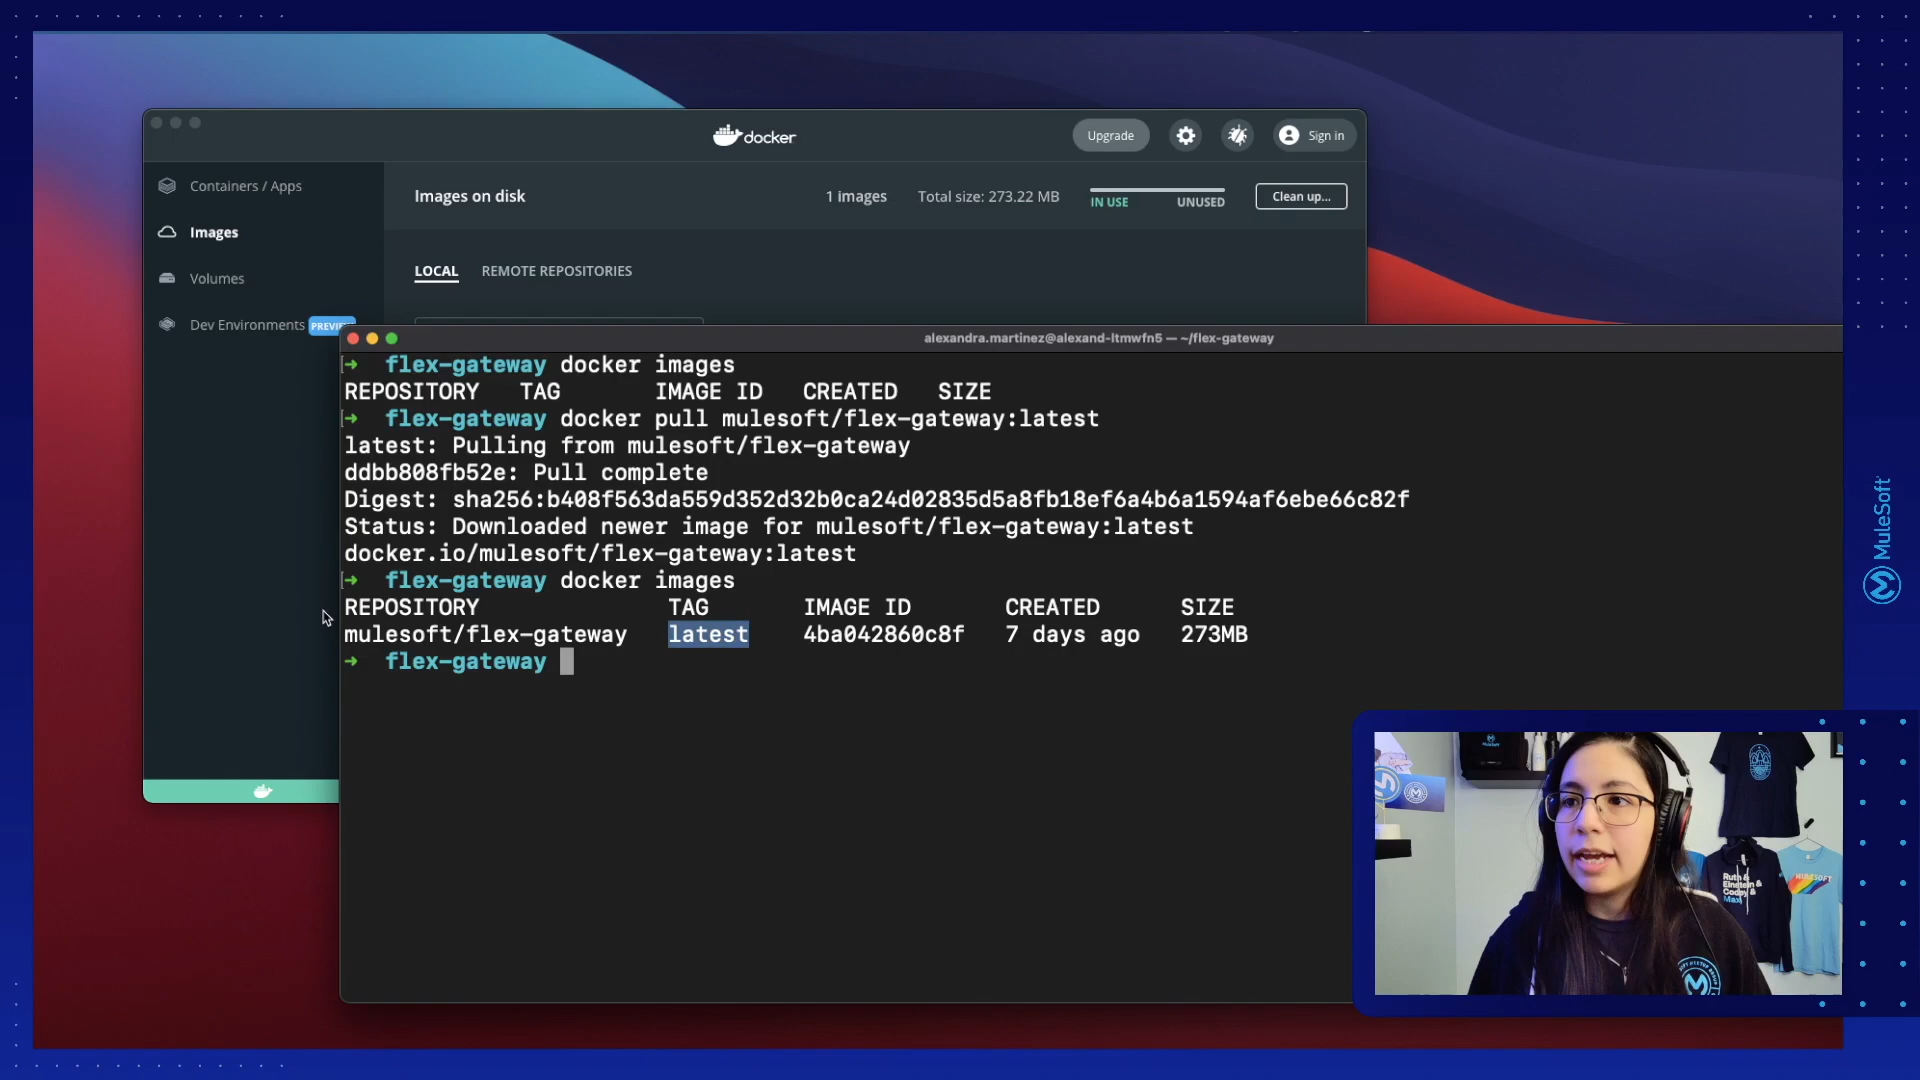 docker
Upgrade
Sign in
Containers / Apps
Images
Volumes
Dev Environments
Images on disk
1 images
Total size: 273.22 MB
IN USE
UNUSED
Clean up...
LOCAL
REMOTE REPOSITORIES
alexandra.martinez@alexand-ltmwfn5 — ~/flex-gateway
➜ flex-gateway docker images
REPOSITORY TAG IMAGE ID CREATED SIZE
➜ flex-gateway docker pull mulesoft/flex-gateway:latest
latest: Pulling from mulesoft/flex-gateway
ddbb808fb52e: Pull complete
Digest: sha256:b408f563da559d352d32b0ca24d02835d5a8fb18ef6a4b6a1594af6ebe66c82f
Status: Downloaded newer image for mulesoft/flex-gateway:latest
docker.io/mulesoft/flex-gateway:latest
➜ flex-gateway docker images
REPOSITORY TAG IMAGE ID CREATED SIZE
mulesoft/flex-gateway latest 4ba042860c8f 7 days ago 273MB
➜ flex-gateway
MuleSoft
Ruth &
Einstein &
Codey &
Max
MULESOFT